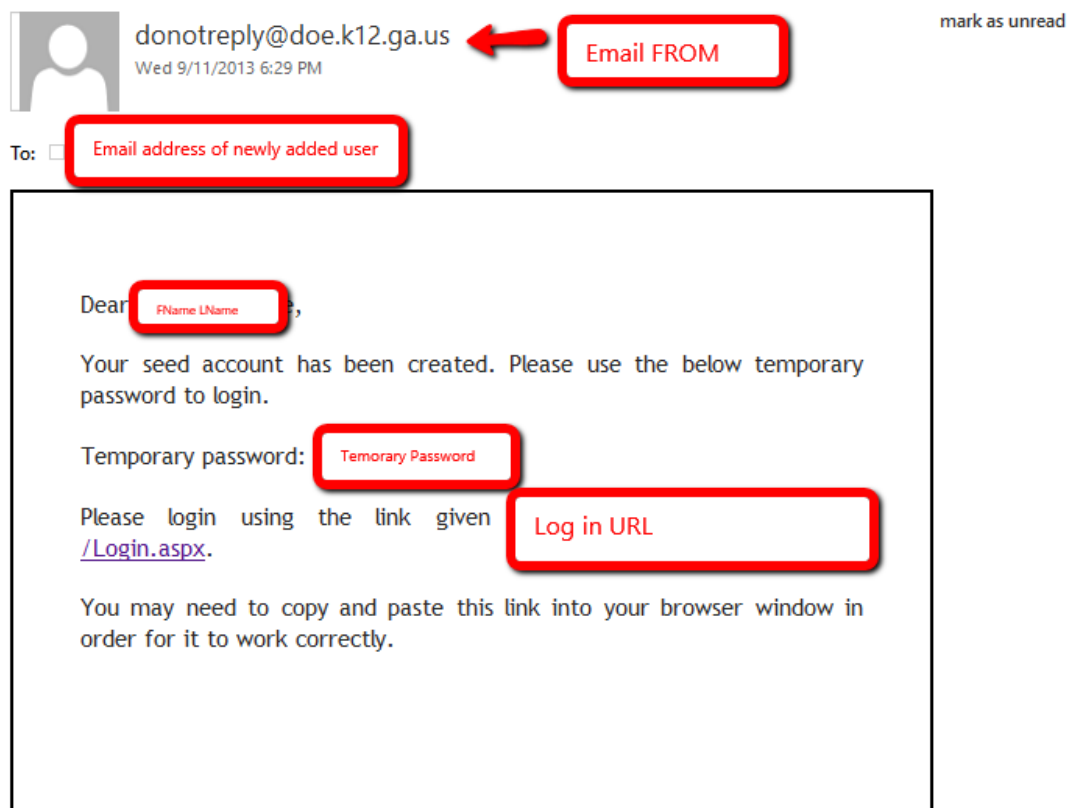 donotreply@doe.k12.ga.us Email FROM mark as unread
Wed 9/11/2013 6:29 PM
To: Email address of newly added user
Dear FName LName ,
Your seed account has been created. Please use the below temporary
password to login.
Temporary password: Temorary Password
Please login using the link given Log in URL
/Login.aspx.
You may need to copy and paste this link into your browser window in
order for it to work correctly.